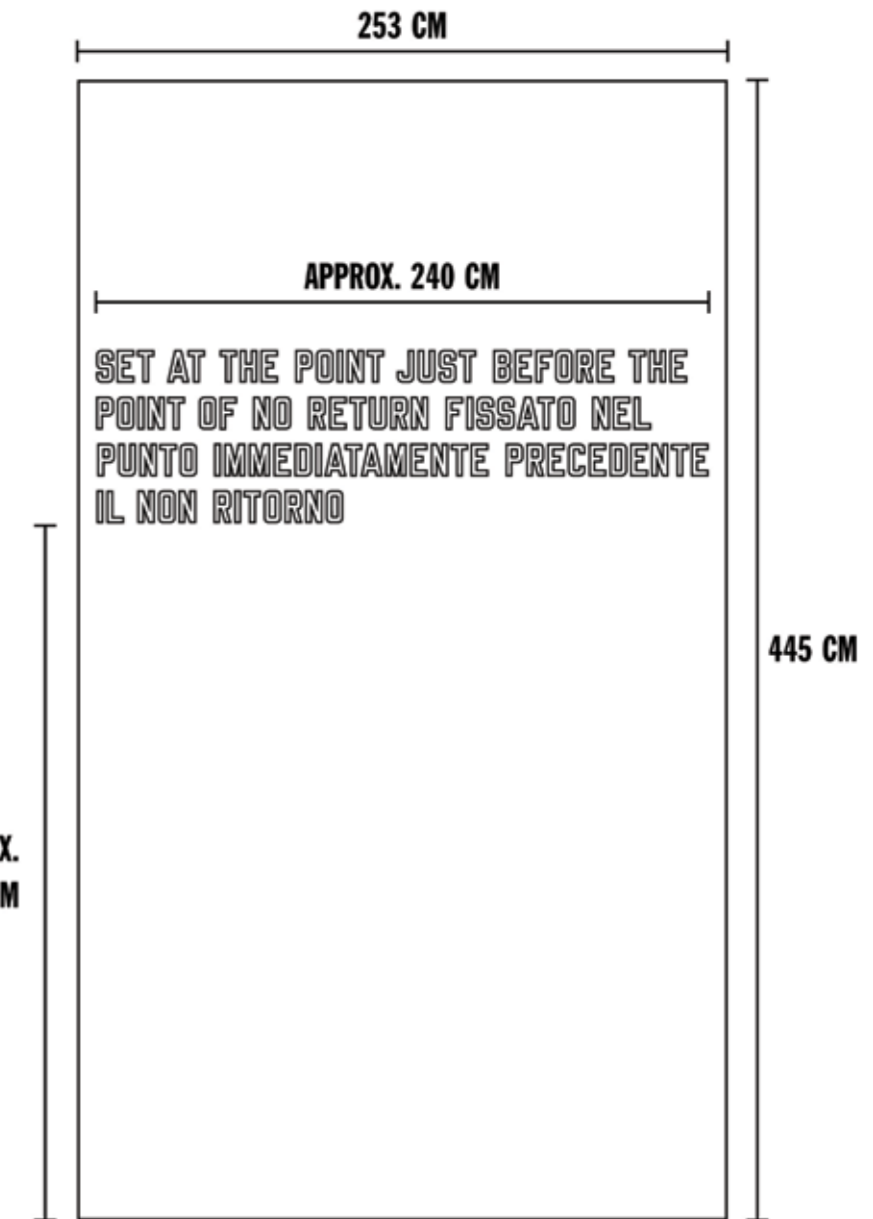 253 CM
APPROX. 240 CM
SET AT THE POINT JUST BEFORE THE
POINT OF NO RETURN FISSATO NEL
PUNTO IMMEDIATAMENTE PRECEDENTE
IL NON RITORNO
445 CM
X.
M